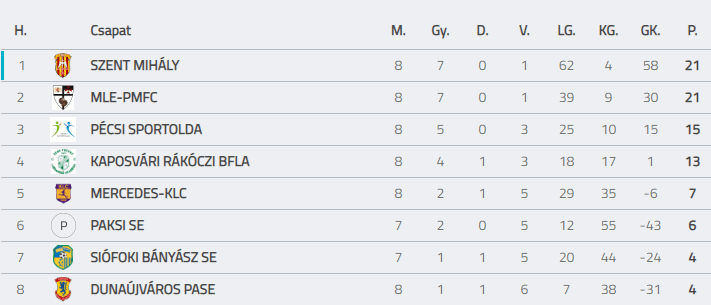 H. Csapat M. Gy. D. V. LG. KG. GK. P.
1 SZENT MIHÁLY 8 7 0 1 62 4 58 21
2 MLE-PMFC 8 7 0 1 39 9 30 21
3 PÉCSI SPORTOLDA 8 5 0 3 25 10 15 15
4 KAPOSVÁRI RÁKÓCZI BFLA 8 4 1 3 18 17 1 13
5 MERCEDES-KLC 8 2 1 5 29 35 -6 7
6 P PAKSI SE 7 2 0 5 12 55 -43 6
7 SIÓFOKI BÁNYÁSZ SE 7 1 1 5 20 44 -24 4
8 DUNAÚJVÁROS PASE 8 1 1 6 7 38 -31 4